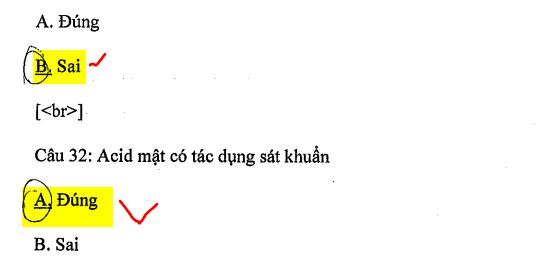 A. Đúng
B. Sai
[<br>]
Câu 32: Acid mật có tác dụng sát khuẩn
A. Đúng
B. Sai